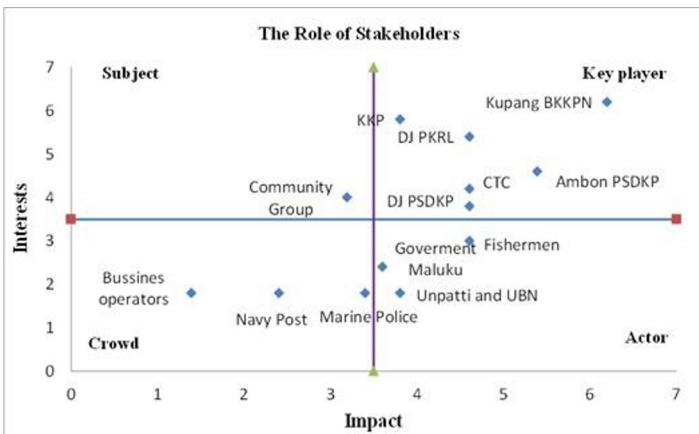 The Role of Stakeholders
Subject
Key player
Kupang BKKPN
KKP
DJ PKRL
CTC
Ambon PSDKP
Community
Group
DJ PSDKP
Goverment
Maluku
Fishermen
Bussines
operators
Unpatti and UBN
Navy Post
Marine Police
Crowd
Actor
Interests
7
6
5
4
3
2
1
0
0 1 2 3 4 5 6 7
Impact